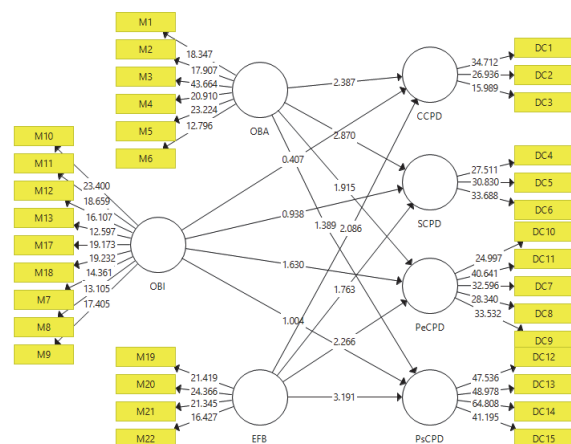 M1
M2
M3
M4
M5
M6
18.347
17.907
43.664
20.910
23.224
12.796
OBA
M10
M11
M12
M13
M17
M18
M7
M8
M9
23.400
18.659
16.107
12.597
19.173
19.232
14.361
13.105
17.405
OBI
M19
M20
M21
M22
21.419
24.366
21.345
16.427
EFB
2.387
2.870
0.407
1.915
0.938
1.389
2.086
1.630
1.763
1.004
2.266
3.191
CCPD
34.712
26.936
15.989
DC1
DC2
DC3
SCPD
27.511
30.830
33.688
DC4
DC5
DC6
PeCPD
24.997
40.641
32.596
28.340
33.532
DC10
DC11
DC7
DC8
DC9
PsCPD
47.536
48.978
64.808
41.195
DC12
DC13
DC14
DC15